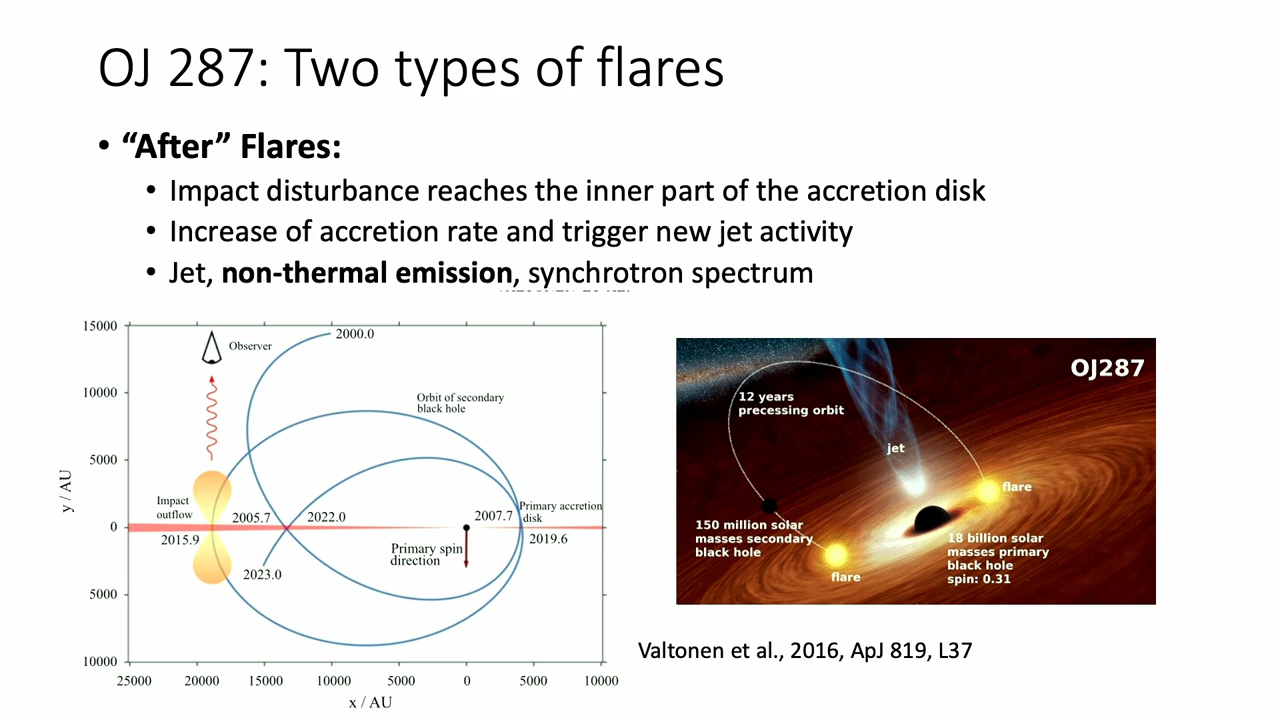 OJ 287: Two types of flares
• “After” Flares:
• Impact disturbance reaches the inner part of the accretion disk
• Increase of accretion rate and trigger new jet activity
• Jet, non-thermal emission, synchrotron spectrum
15000
10000
5000
0
5000
10000
y / AU
25000 20000 15000 10000 5000 0 5000 10000
x / AU
Observer
2000.0
Orbit of secondary
black hole
Impact
outflow
2005.7
2022.0
2007.7
Primary accretion
disk
2015.9
2019.6
Primary spin
direction
2023.0
OJ287
12 years
precessing orbit
jet
flare
150 million solar
masses secondary
black hole
18 billion solar
masses primary
black hole
spin: 0.31
flare
Valtonen et al., 2016, ApJ 819, L37